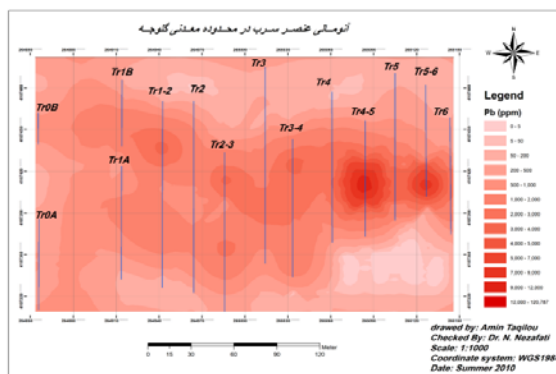 آنومالی عنصر سرب در محدوده معدنی گلوجه
N
W
E
S
Tr3
Tr5
Tr5-6
Tr1B
Tr4
Tr1-2
Tr2
Tr0B
Tr4-5
Tr6
Tr3-4
Tr2-3
Tr1A
Tr0A
Legend
Pb (ppm)
0 - 5
5 - 50
50 - 200
200 - 500
500 - 1,000
1,000 - 2,000
2,000 - 3,000
3,000 - 4,000
4,000 - 5,000
5,000 - 7,000
7,000 - 9,000
9,000 - 12,000
12,000 - 120,787
0 15 30 60 90 120
Meter
drawed by: Amin Taqilou
Checked By: Dr. N. Nezafati
Scale: 1:1000
Coordinate system: WGS198
Date: Summer 2010